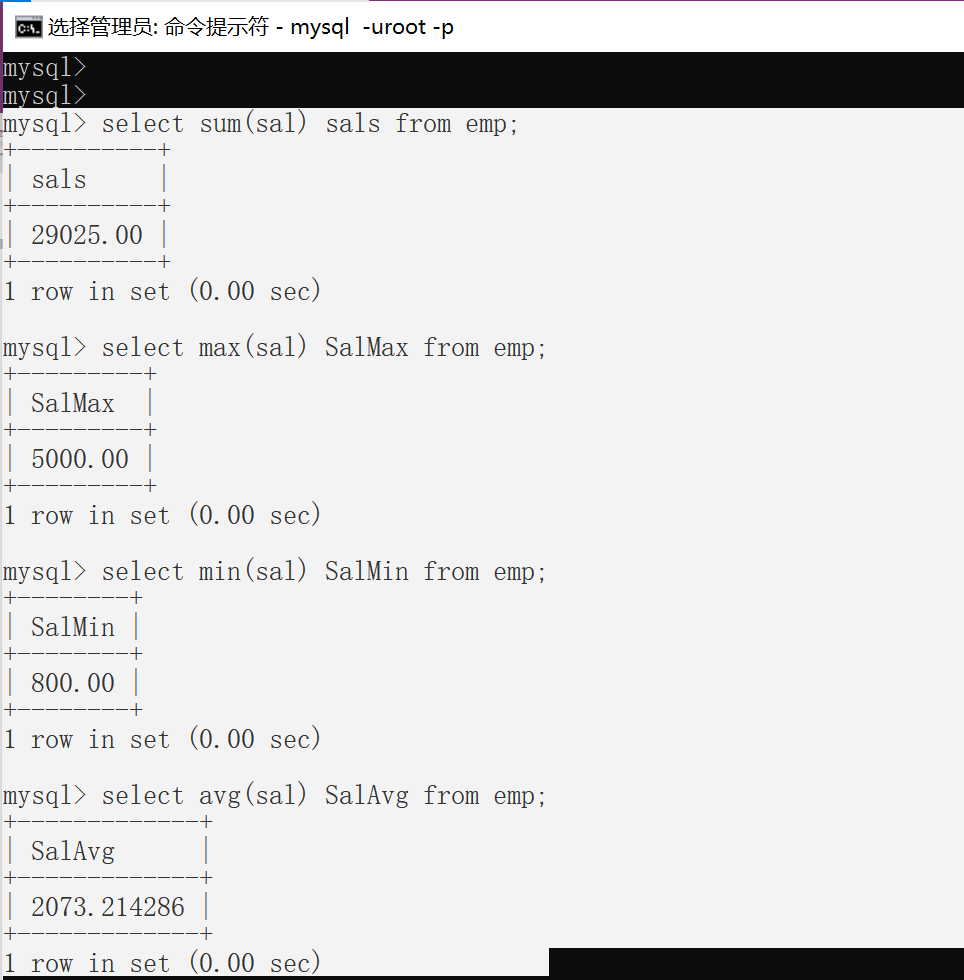 选择管理员: 命令提示符 - mysql  -uroot -p
mysql>
mysql>
mysql> select sum(sal) sals from emp;
+----------+
| sals     |
+----------+
| 29025.00 |
+----------+
1 row in set (0.00 sec)

mysql> select max(sal) SalMax from emp;
+---------+
| SalMax  |
+---------+
| 5000.00 |
+---------+
1 row in set (0.00 sec)

mysql> select min(sal) SalMin from emp;
+--------+
| SalMin |
+--------+
| 800.00 |
+--------+
1 row in set (0.00 sec)

mysql> select avg(sal) SalAvg from emp;
+-------------+
| SalAvg      |
+-------------+
| 2073.214286 |
+-------------+
1 row in set (0.00 sec)